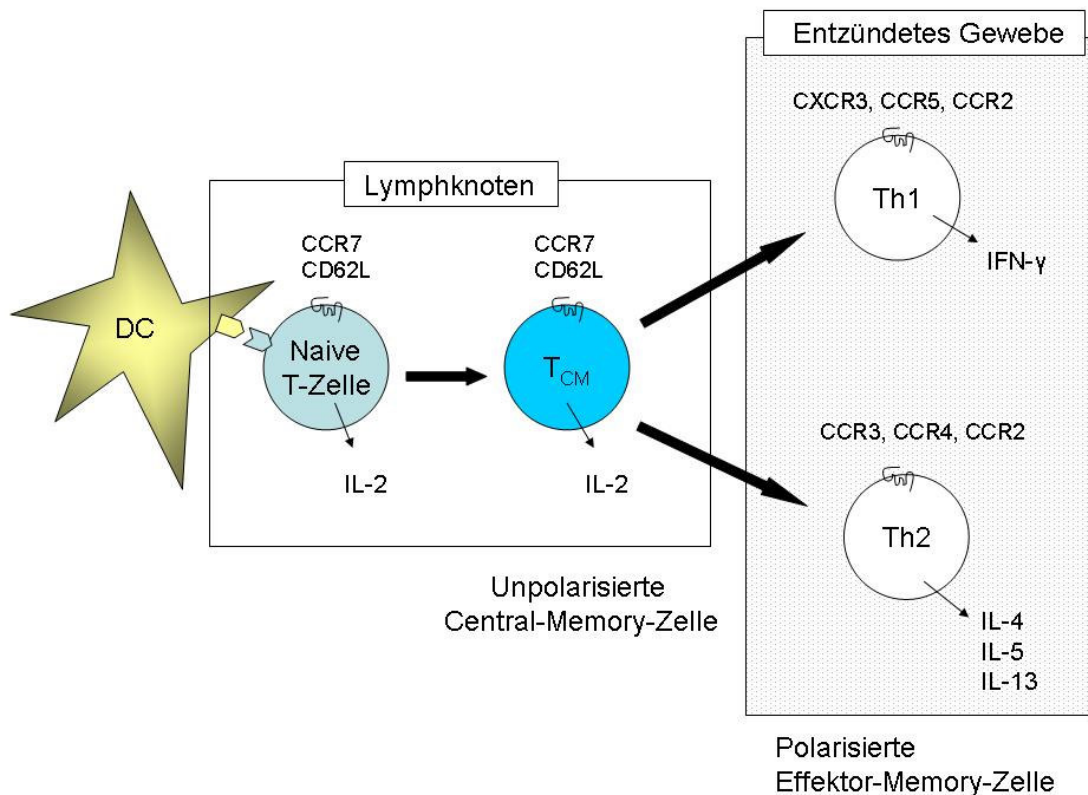 Entzündetes Gewebe
CXCR3, CCR5, CCR2
Th1
IFN-γ
Lymphknoten
CCR7
CD62L
CCR7
CD62L
DC
Naive
T-Zelle
TCM
IL-2
IL-2
CCR3, CCR4, CCR2
Th2
IL-4
IL-5
IL-13
Unpolarisierte
Central-Memory-Zelle
Polarisierte
Effektor-Memory-Zelle